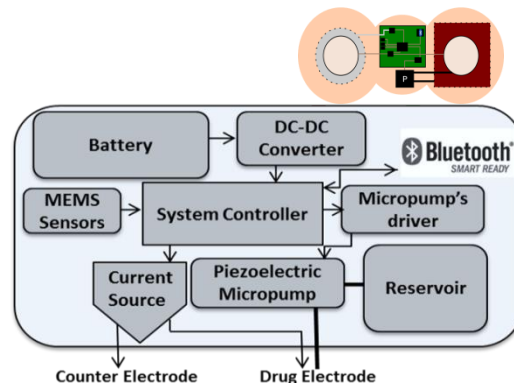 P
Battery
DC-DC
Converter
Bluetooth®
SMART READY
MEMS
Sensors
System Controller
Micropump's
driver
Current
Source
Piezoelectric
Micropump
Reservoir
Counter Electrode
Drug Electrode